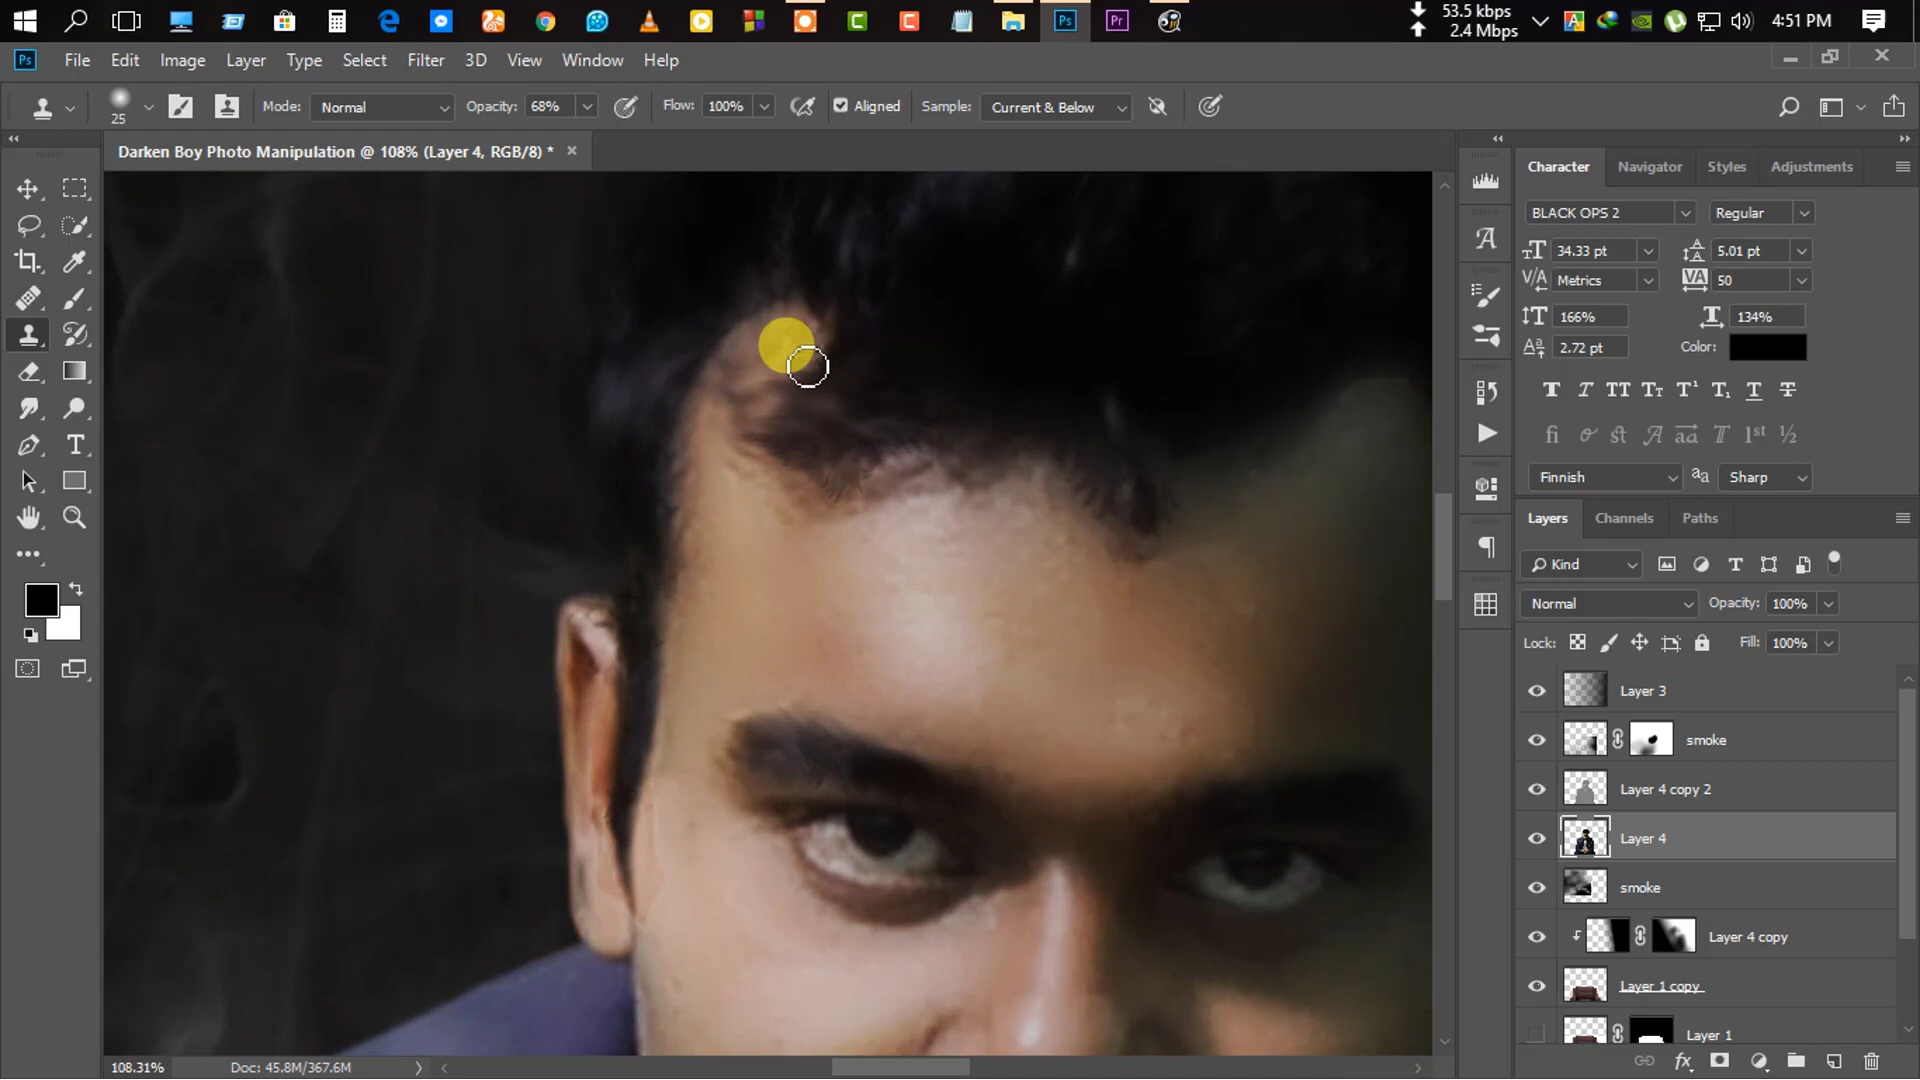 53.5 kbps
2.4 Mbps
4:51 PM
Ps
Pr
Ps
File Edit Image Layer Type Select Filter 3D View Window Help
25
Mode: Normal
Opacity: 68%
Flow: 100%
Aligned
Sample: Current & Below
Darken Boy Photo Manipulation @ 108% (Layer 4, RGB/8) *
Character Navigator Styles Adjustments
BLACK OPS 2
Regular
34.33 pt
5.01 pt
Metrics
50
166%
134%
2.72 pt
Color:
Finnish
Sharp
Layers Channels Paths
Kind
Normal
Opacity: 100%
Lock:
Fill: 100%
Layer 3
smoke
Layer 4 copy 2
Layer 4
smoke
Layer 4 copy
Layer 1 copy
Layer 1
108.31%
Doc: 45.8M/367.6M